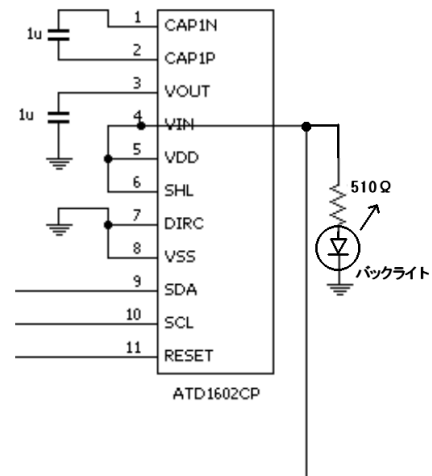 1u
1 CAP1N
2 CAP1P
1u
3 VOUT
4 VIN
5 VDD
6 SHL
7 DIRC
8 VSS
9 SDA
10 SCL
11 RESET
ATD1602CP
510Ω
バックライト